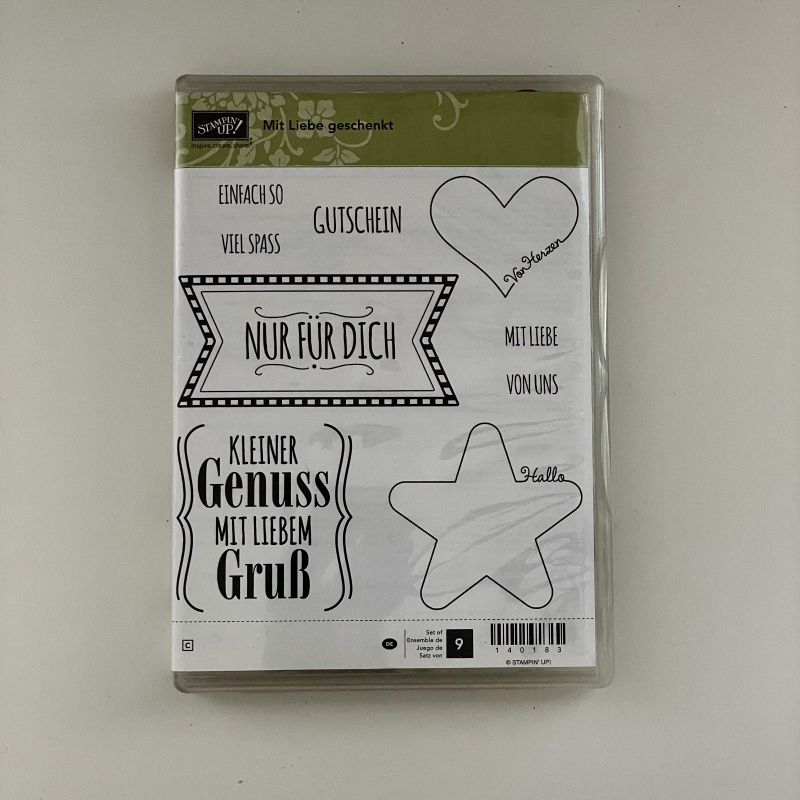 STAMPIN' UP!
inspire.create.share
Mit Liebe geschenkt
EINFACH SO
GUTSCHEIN
VIEL SPASS
Von Herzen
NUR FÜR DICH
MIT LIEBE
VON UNS
KLEINER
Genuss
MIT LIEBEM
Gruß
Hallo
C
DE
Set of
Ensemble de
Juego de
Satz von
9
140183
© STAMPIN' UP!